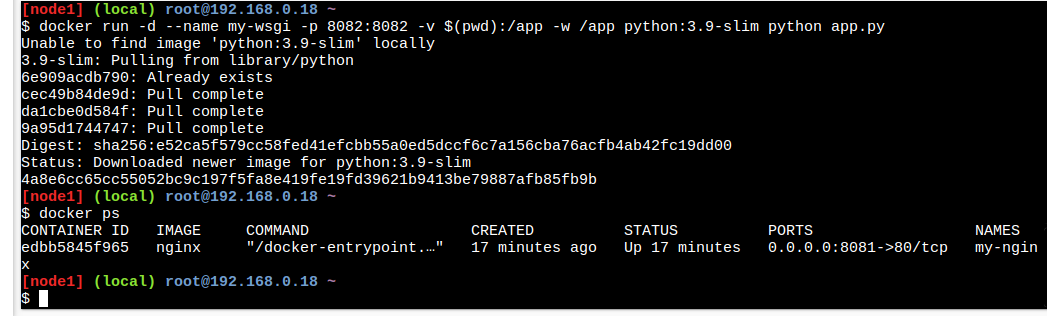 [node1] (local) root@192.168.0.18 ~
$ docker run -d --name my-wsgi -p 8082:8082 -v $(pwd):/app -w /app python:3.9-slim python app.py
Unable to find image 'python:3.9-slim' locally
3.9-slim: Pulling from library/python
6e909acdb790: Already exists
cec49b84de9d: Pull complete
da1cbe0d584f: Pull complete
9a95d1744747: Pull complete
Digest: sha256:e52ca5f579cc58fed41efcbb55a0ed5dccf6c7a156cba76acfb4ab42fc19dd00
Status: Downloaded newer image for python:3.9-slim
4a8e6cc65cc55052bc9c197f5fa8e419fe19fd39621b9413be79887afb85fb9b
[node1] (local) root@192.168.0.18 ~
$ docker ps
CONTAINER ID   IMAGE     COMMAND                  CREATED          STATUS          PORTS                  NAMES
edbb5845f965   nginx     "/docker-entrypoint.…"   17 minutes ago   Up 17 minutes   0.0.0.0:8081->80/tcp   my-ngin
x
[node1] (local) root@192.168.0.18 ~
$